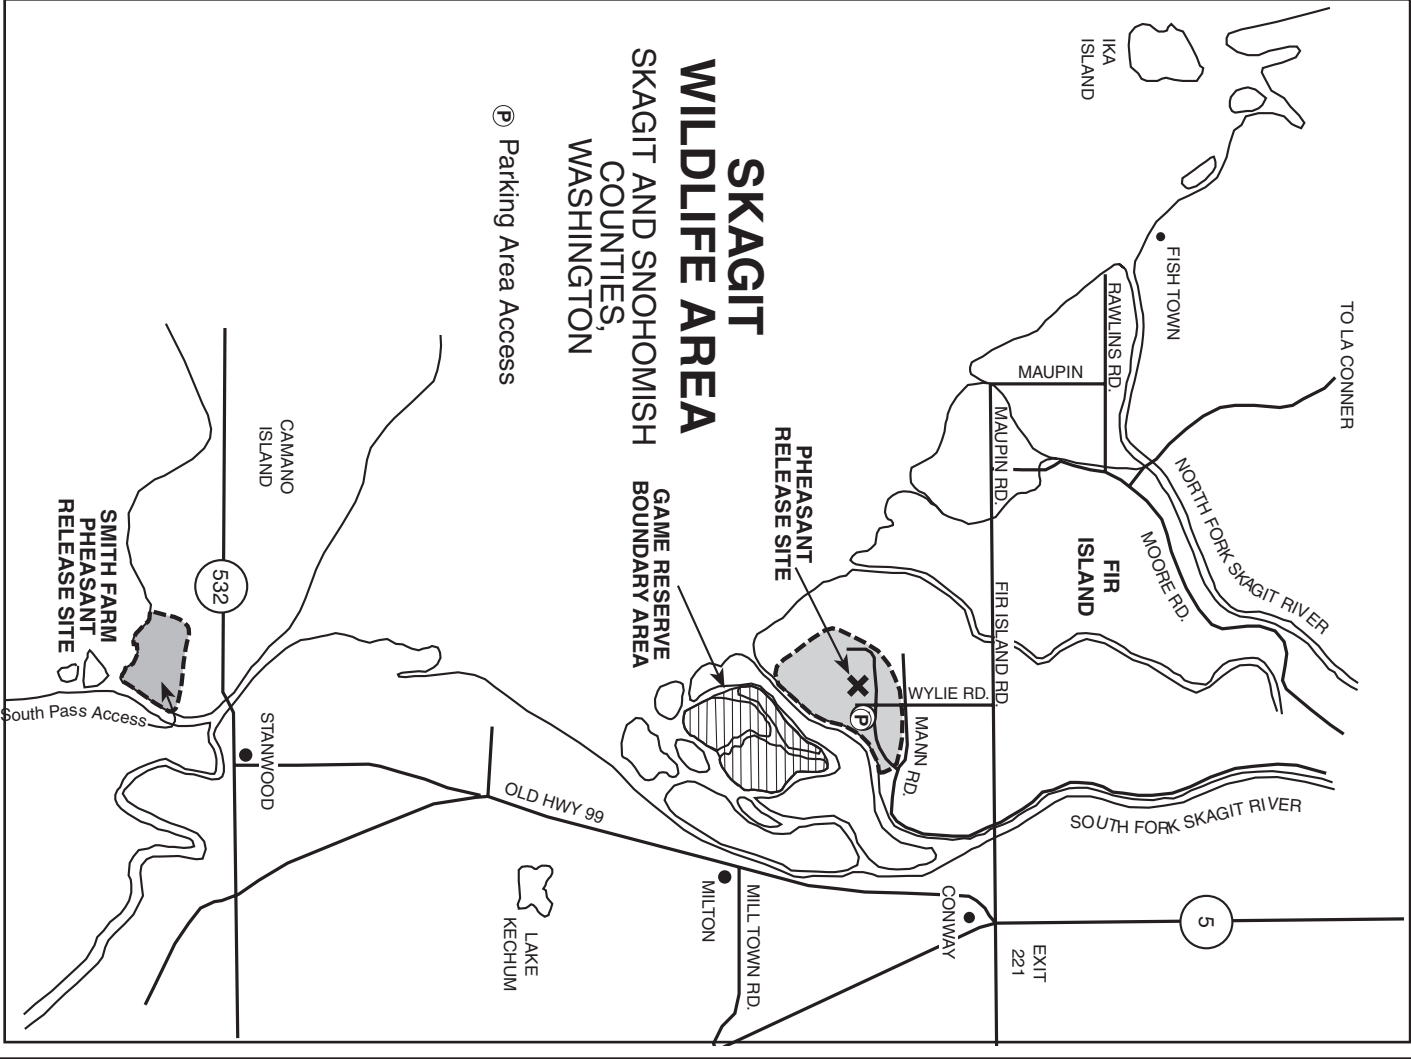 SKAGIT
WILDLIFE AREA
SKAGIT AND SNOHOMISH
COUNTIES,
WASHINGTON
P Parking Area Access
IKA
ISLAND
FISH TOWN
TO LA CONNER
RAWLINS RD.
MAUPIN
MAUPIN RD.
NORTH FORK SKAGIT RIVER
MOORE RD.
FIR
ISLAND
FIR ISLAND RD.
PHEASANT
RELEASE SITE
GAME RESERVE
BOUNDARY AREA
WYLIE RD.
P
MANN RD.
SOUTH FORK SKAGIT RIVER
5
EXIT
221
CONWAY
MILL TOWN RD.
MILTON
OLD HWY 99
LAKE
KECHUM
CAMANO
ISLAND
532
STANWOOD
SMITH FARM
PHEASANT
RELEASE SITE
South Pass Access